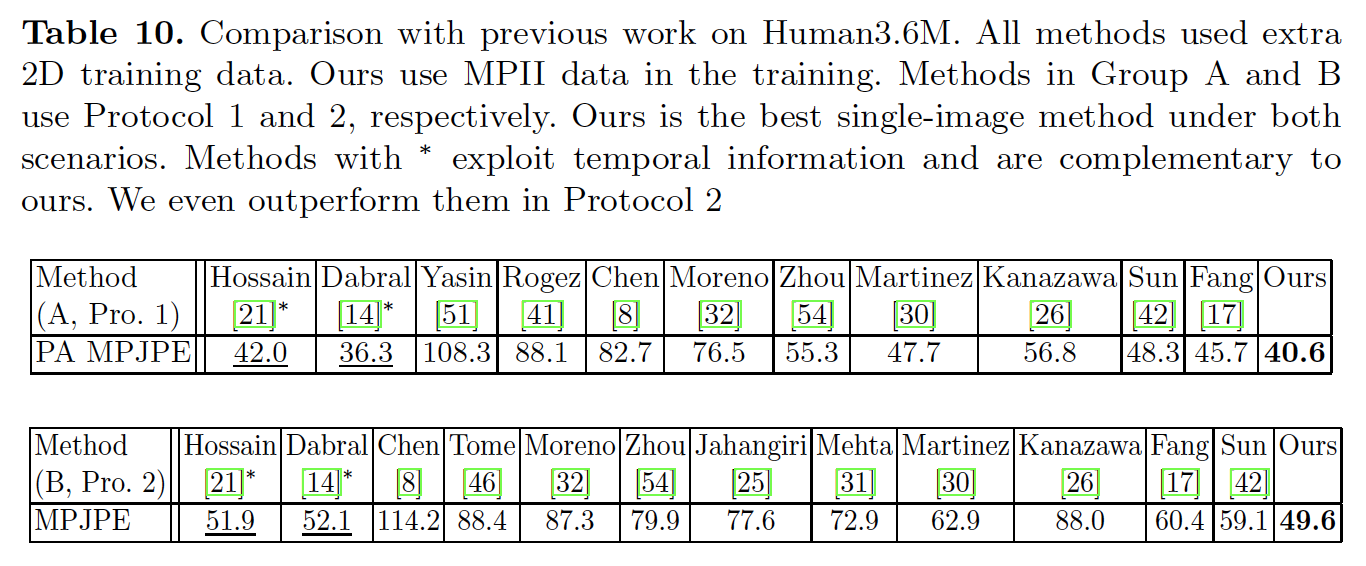 Table 10. Comparison with previous work on Human3.6M. All methods used extra
2D training data. Ours use MPII data in the training. Methods in Group A and B
use Protocol 1 and 2, respectively. Ours is the best single-image method under both
scenarios. Methods with * exploit temporal information and are complementary to
ours. We even outperform them in Protocol 2
Method Hossain Dabral Yasin Rogez Chen Moreno Zhou Martinez Kanazawa Sun Fang Ours
(A, Pro. 1) [21]* [14]* [51] [41] [8] [32] [54] [30] [26] [42] [17]
PA MPJPE 42.0 36.3 108.3 88.1 82.7 76.5 55.3 47.7 56.8 48.3 45.7 40.6
Method Hossain Dabral Chen Tome Moreno Zhou Jahangiri Mehta Martinez Kanazawa Fang Sun Ours
(B, Pro. 2) [21]* [14]* [8] [46] [32] [54] [25] [31] [30] [26] [17] [42]
MPJPE 51.9 52.1 114.2 88.4 87.3 79.9 77.6 72.9 62.9 88.0 60.4 59.1 49.6